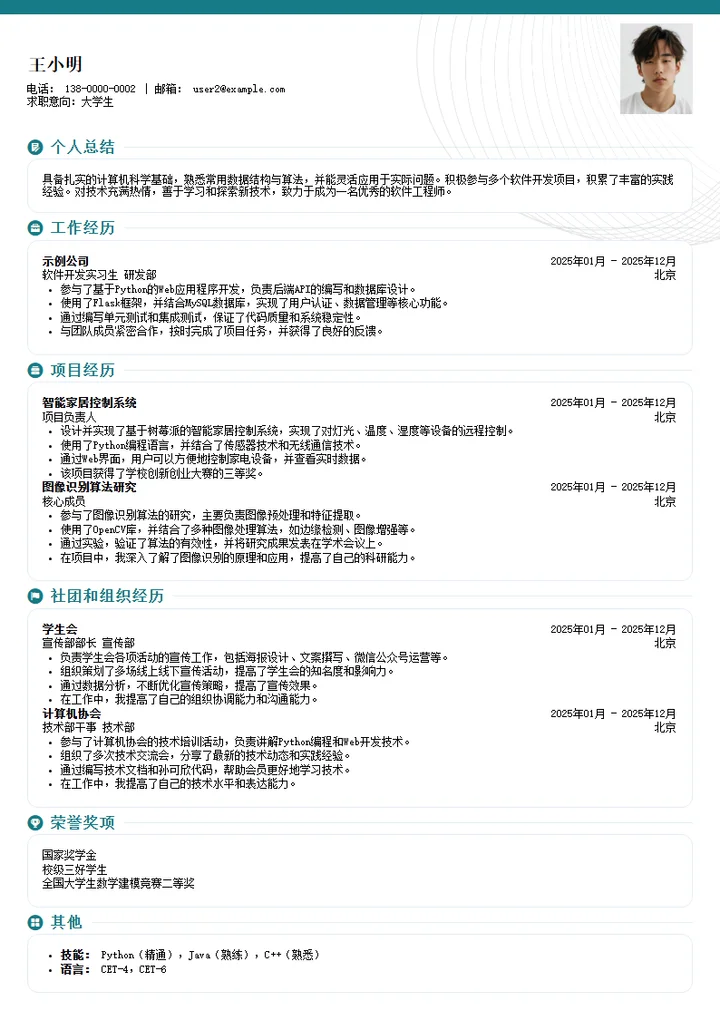 王小明
电话： 138-0000-0002 | 邮箱： user2@example.com
求职意向：大学生
个人总结
具备扎实的计算机科学基础，熟悉常用数据结构与算法，并能灵活应用于实际问题。积极参与多个软件开发项目，积累了丰富的实践
经验。对技术充满热情，善于学习和探索新技术，致力于成为一名优秀的软件工程师。
工作经历
示例公司 2025年01月 - 2025年12月
软件开发实习生 研发部 北京
• 参与了基于Python的Web应用程序开发，负责后端API的编写和数据库设计。
• 使用了Flask框架，并结合MySQL数据库，实现了用户认证、数据管理等核心功能。
• 通过编写单元测试和集成测试，保证了代码质量和系统稳定性。
• 与团队成员紧密合作，按时完成了项目任务，并获得了良好的反馈。
项目经历
智能家居控制系统 2025年01月 - 2025年12月
项目负责人 北京
• 设计并实现了基于树莓派的智能家居控制系统，实现了对灯光、温度、湿度等设备的远程控制。
• 使用了Python编程语言，并结合了传感器技术和无线通信技术。
• 通过Web界面，用户可以方便地控制家电设备，并查看实时数据。
• 该项目获得了学校创新创业大赛的三等奖。
图像识别算法研究 2025年01月 - 2025年12月
核心成员 北京
• 参与了图像识别算法的研究，主要负责图像预处理和特征提取。
• 使用了OpenCV库，并结合了多种图像处理算法，如边缘检测、图像增强等。
• 通过实验，验证了算法的有效性，并将研究成果发表在学术会议上。
• 在项目中，我深入了解了图像识别的原理和应用，提高了自己的科研能力。
社团和组织经历
学生会 2025年01月 - 2025年12月
宣传部部长 宣传部 北京
• 负责学生会各项活动的宣传工作，包括海报设计、文案撰写、微信公众号运营等。
• 组织策划了多场线上线下宣传活动，提高了学生会的知名度和影响力。
• 通过数据分析，不断优化宣传策略，提高了宣传效果。
• 在工作中，我提高了自己的组织协调能力和沟通能力。
计算机协会 2025年01月 - 2025年12月
技术部干事 技术部 北京
• 参与了计算机协会的技术培训活动，负责讲解Python编程和Web开发技术。
• 组织了多次技术交流会，分享了最新的技术动态和实践经验。
• 通过编写技术文档和孙可欣代码，帮助会员更好地学习技术。
• 在工作中，我提高了自己的技术水平和表达能力。
荣誉奖项
国家奖学金
校级三好学生
全国大学生数学建模竞赛二等奖
其他
• 技能： Python（精通），Java（熟练），C++（熟悉）
• 语言： CET-4，CET-6